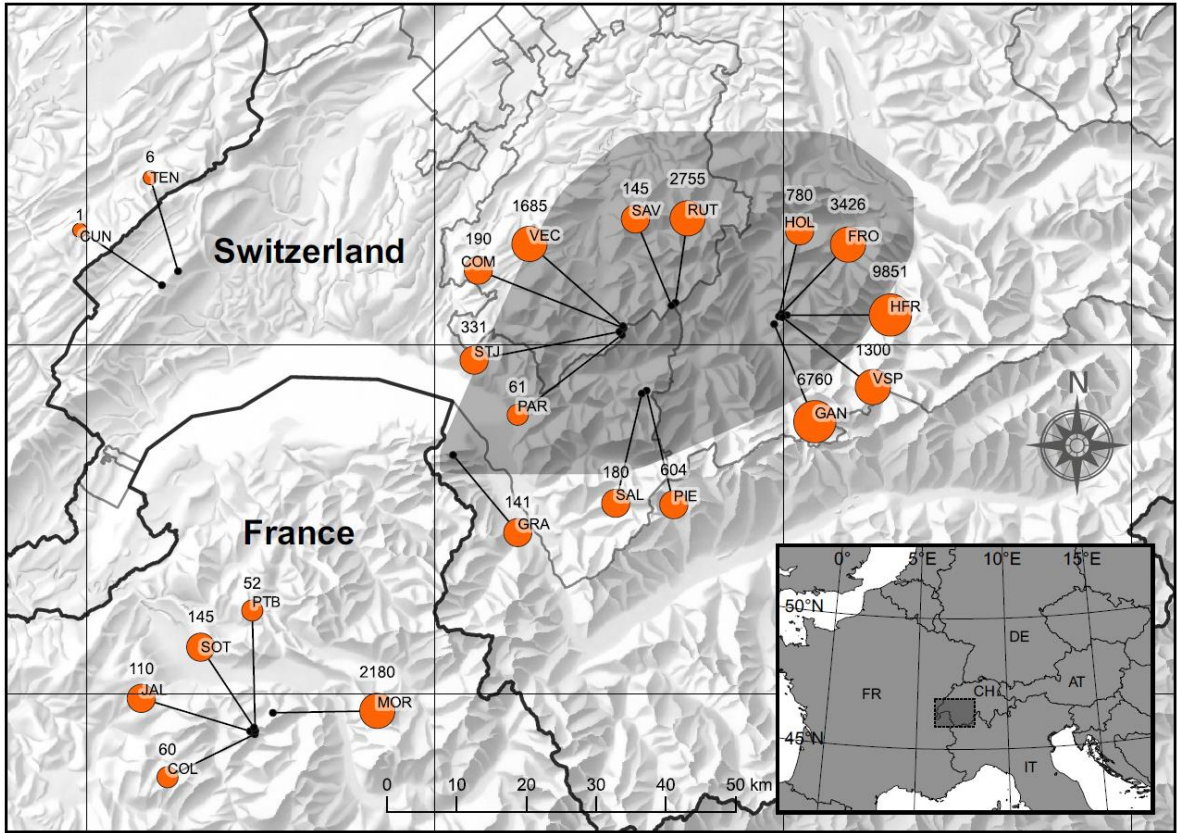 6
TEN
1
CUN
Switzerland
190
COM
1685
VEC
145
SAV
2755
RUT
780
HOL
3426
FRO
9851
HFR
331
STJ
61
PAR
1300
VSP
6760
GAN
180
SAL
604
PIE
141
GRA
N
France
52
PTB
145
SOT
110
JAL
2180
MOR
60
COL
0 10 20 30 40 50 km
0° 5°E 10°E 15°E
50°N
45°N
DE
FR
CH
AT
IT